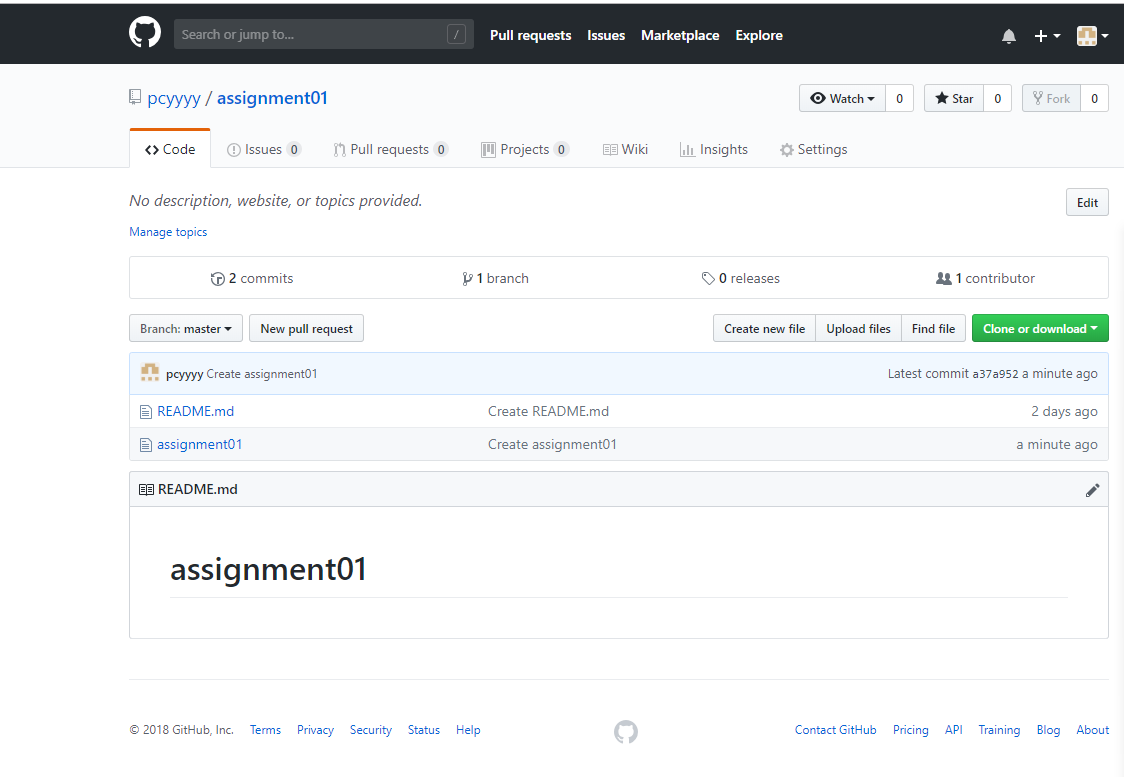 Search or jump to... / Pull requests Issues Marketplace Explore
pcyyyy / assignment01 Watch 0 Star 0 Fork 0
Code Issues 0 Pull requests 0 Projects 0 Wiki Insights Settings
No description, website, or topics provided. Edit
Manage topics
2 commits 1 branch 0 releases 1 contributor
Branch: master New pull request Create new file Upload files Find file Clone or download
pcyyyy Create assignment01 Latest commit a37a952 a minute ago
README.md Create README.md 2 days ago
assignment01 Create assignment01 a minute ago
README.md
assignment01
© 2018 GitHub, Inc. Terms Privacy Security Status Help Contact GitHub Pricing API Training Blog About